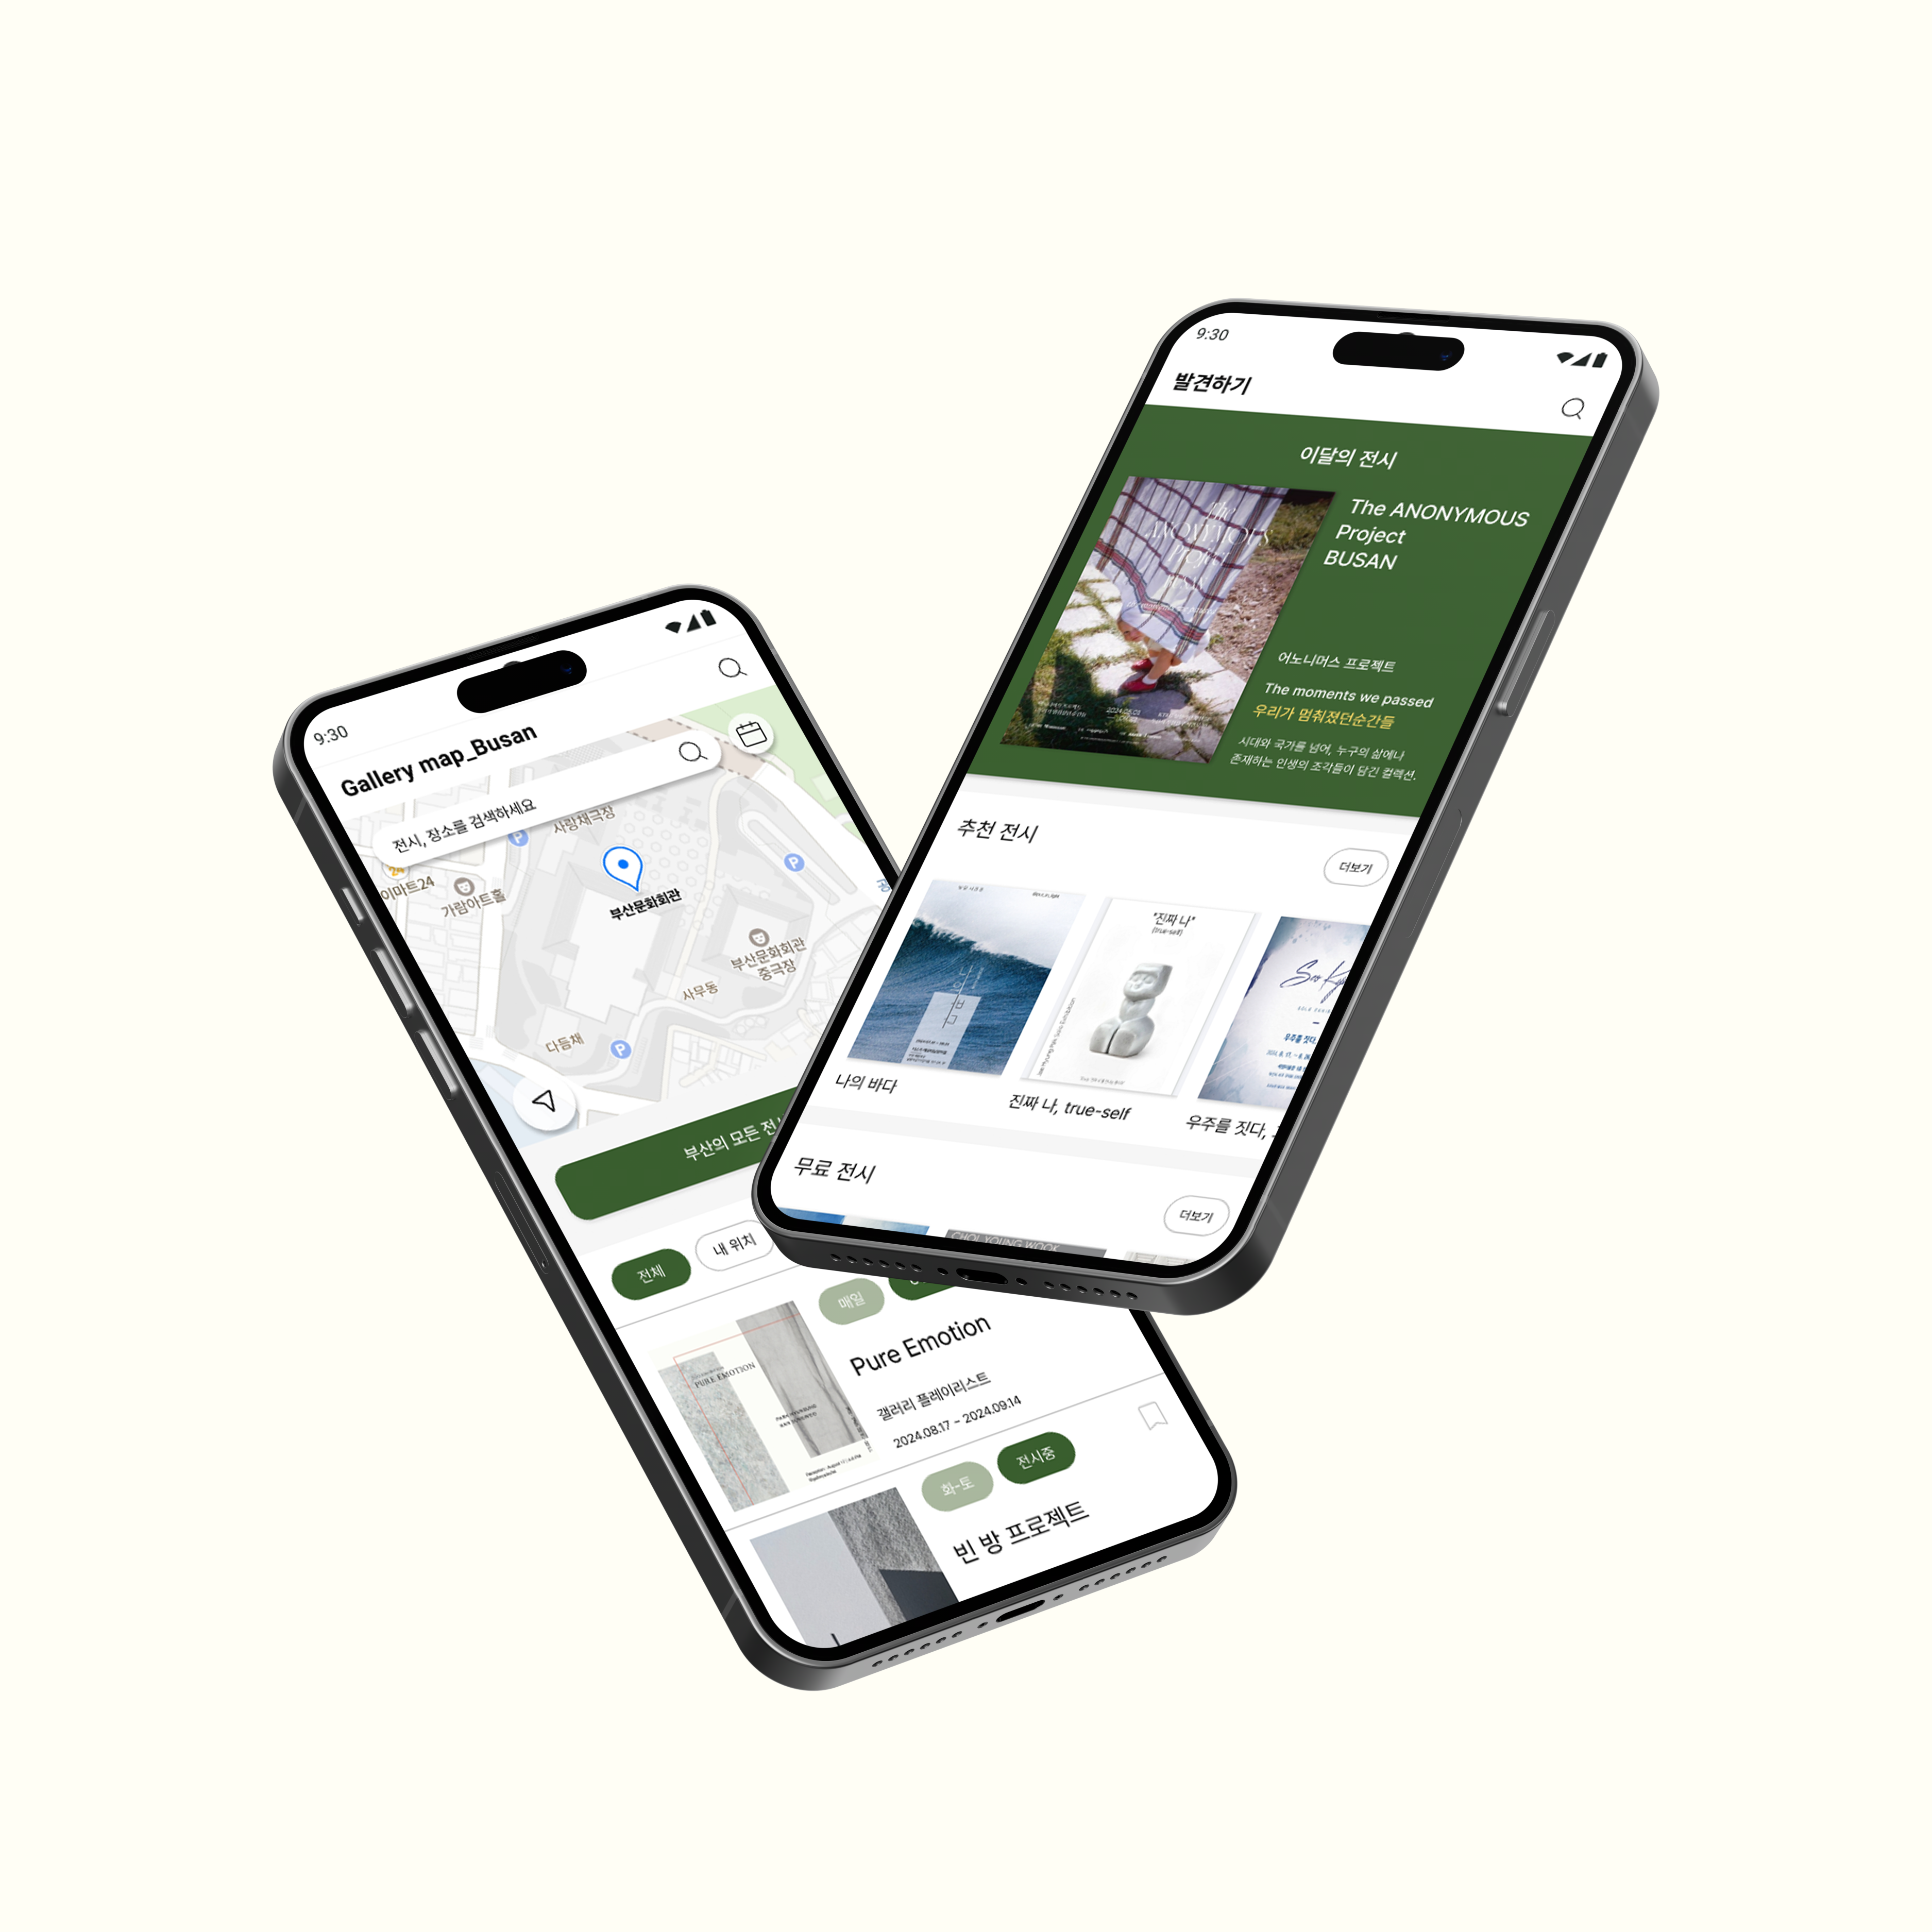 9:30
Gallery map_Busan
전시, 장소를 검색하세요
사랑채극장
이마트24
가람아트홀
부산문화회관
부산문화회관
중극장
사무동
다듬채
P
P
P
부산의 모든 전시
전체
내 위치
매일
PURE EMOTION
Pure Emotion
갤러리 플레이리스트
2024.08.17 ~ 2024.09.14
화-토
전시중
빈 방 프로젝트
9:30
발견하기
이달의 전시
The
ANONYMOUS
Project
The ANONYMOUS
Project
BUSAN
어노니머스 프로젝트
The moments we passed
우리가 멈춰졌던순간들
시대와 국가를 넘어, 누구의 삶에나
존재하는 인생의 조각들이 담긴 컬렉션.
추천 전시
더보기
"진짜 나"
(true-self)
나의 바다
진짜 나, true-self
우주를 짓다,
무료 전시
더보기
CHOI YOUNG WOOK